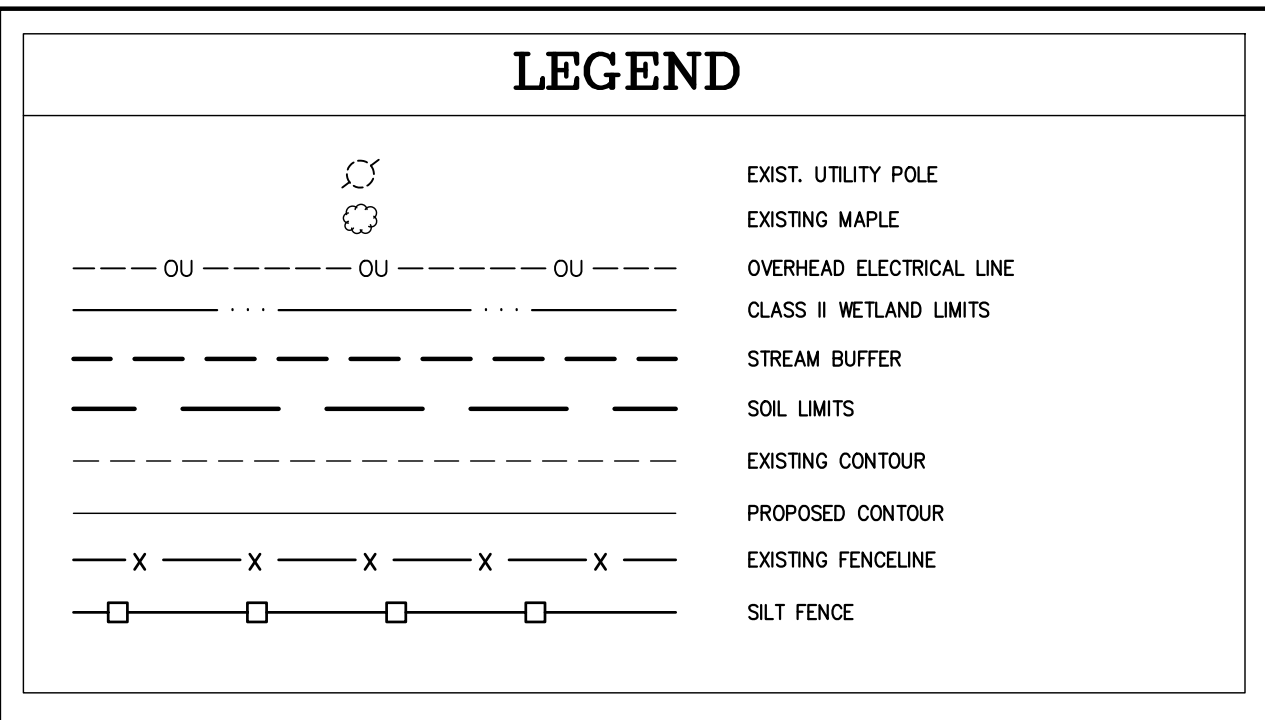 LEGEND
EXIST. UTILITY POLE
EXISTING MAPLE
OU OU OU OVERHEAD ELECTRICAL LINE
CLASS II WETLAND LIMITS
STREAM BUFFER
SOIL LIMITS
EXISTING CONTOUR
PROPOSED CONTOUR
X X X X X EXISTING FENCELINE
SILT FENCE